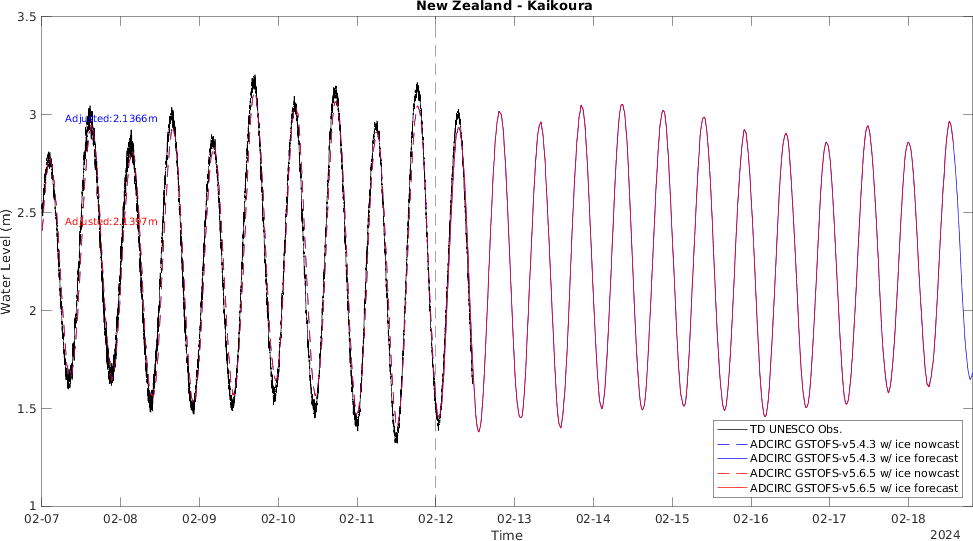 New Zealand - Kaikoura
3.5
3
2.5
2
1.5
1
Water Level (m)
Adjusted:2.1366m
Adjusted:2.1397m
TD UNESCO Obs.
ADCIRC GSTOFS-v5.4.3 w/ ice nowcast
ADCIRC GSTOFS-v5.4.3 w/ ice forecast
ADCIRC GSTOFS-v5.6.5 w/ ice nowcast
ADCIRC GSTOFS-v5.6.5 w/ ice forecast
02-07 02-08 02-09 02-10 02-11 02-12 02-13 02-14 02-15 02-16 02-17 02-18
Time
2024